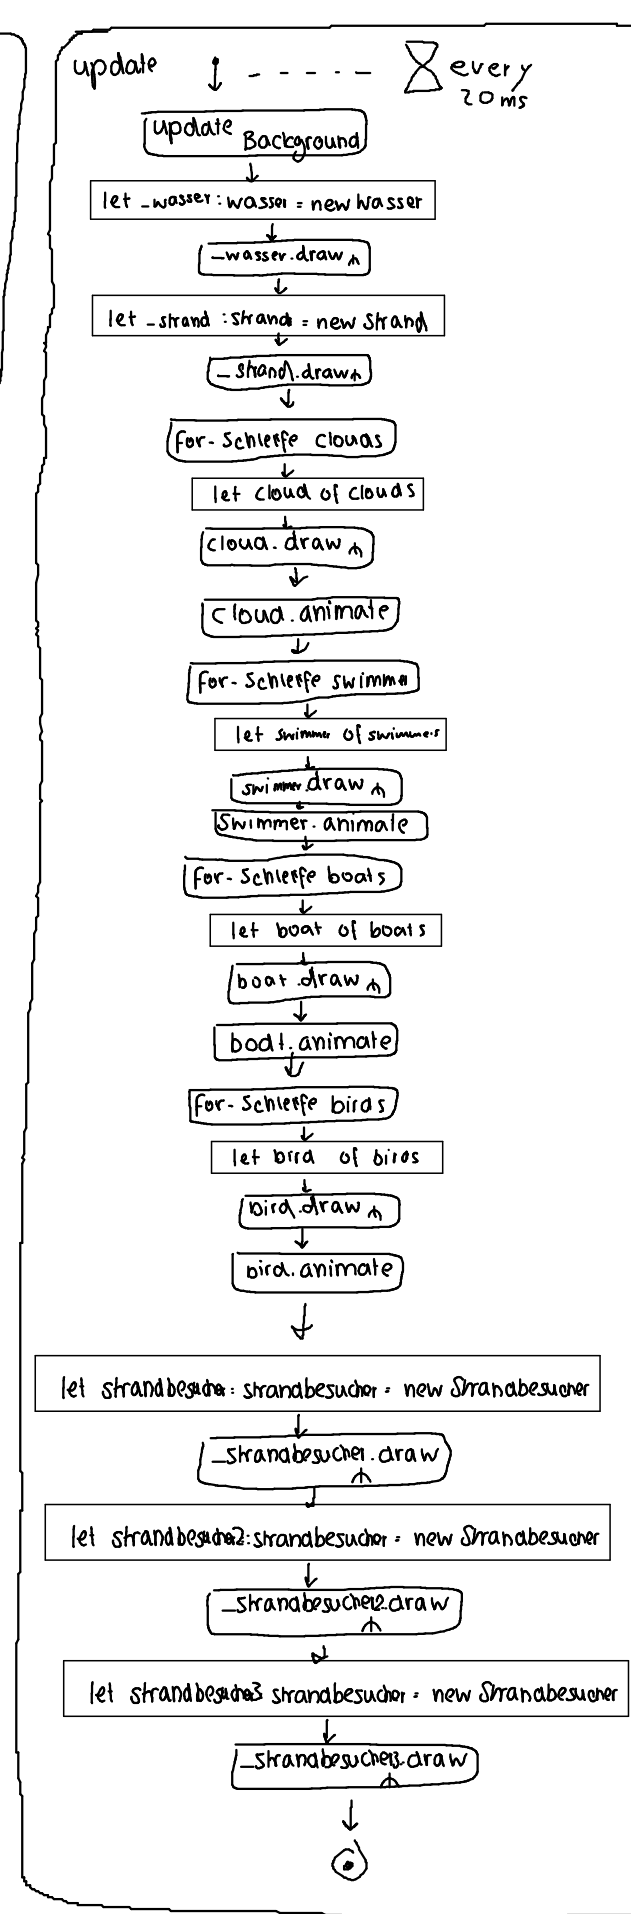 update
every
20ms
update
Background
let _wasser: wasser = new Wasser
_wasser.draw
let _strand : strand = new Strand
_strand.draw
for-Schleife clouds
let cloud of clouds
cloud.draw
cloud.animate
for-Schleife swimmer
let swimmer of swimmers
swimmer.draw
Swimmer.animate
for-Schleife boats
let boat of boats
boat.draw
boat.animate
for-Schleife birds
let bird of birds
bird.draw
bird.animate
let strandbesucher: strandbesucher = new Strandbesucher
_strandbesucher.draw
let strandbesucher2: strandbesucher = new Strandbesucher
_strandbesucher2.draw
let strandbesucher3 strandbesucher = new Strandbesucher
_strandbesucher3.draw